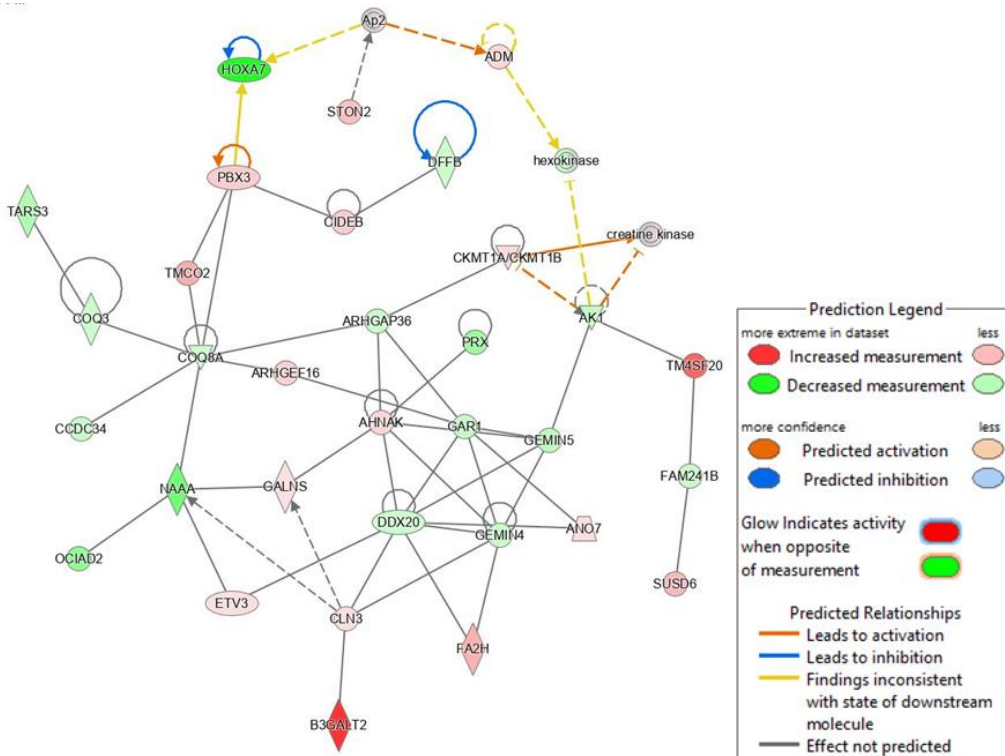 Ap2
HOXA7
ADM
STON2
DFFB
hexokinase
PBX3
TARS3
CIDEB
creatine kinase
CKMT1A/CKMT1B
TMCO2
COQ3
ARHGAP36
AK1
PRX
COQ8A
TM4SF20
ARHGEF16
CCDC34
AHNAK
GAR1
GEMIN5
FAM241B
NAAA
GALNS
DDX20
GEMIN4
ANO7
OCIAD2
SUSD6
ETV3
CLN3
FA2H
B3GALT2
Prediction Legend
more extreme in dataset less
Increased measurement
Decreased measurement
more confidence less
Predicted activation
Predicted inhibition
Glow Indicates activity
when opposite
of measurement
Predicted Relationships
Leads to activation
Leads to inhibition
Findings inconsistent
with state of downstream
molecule
Effect not predicted